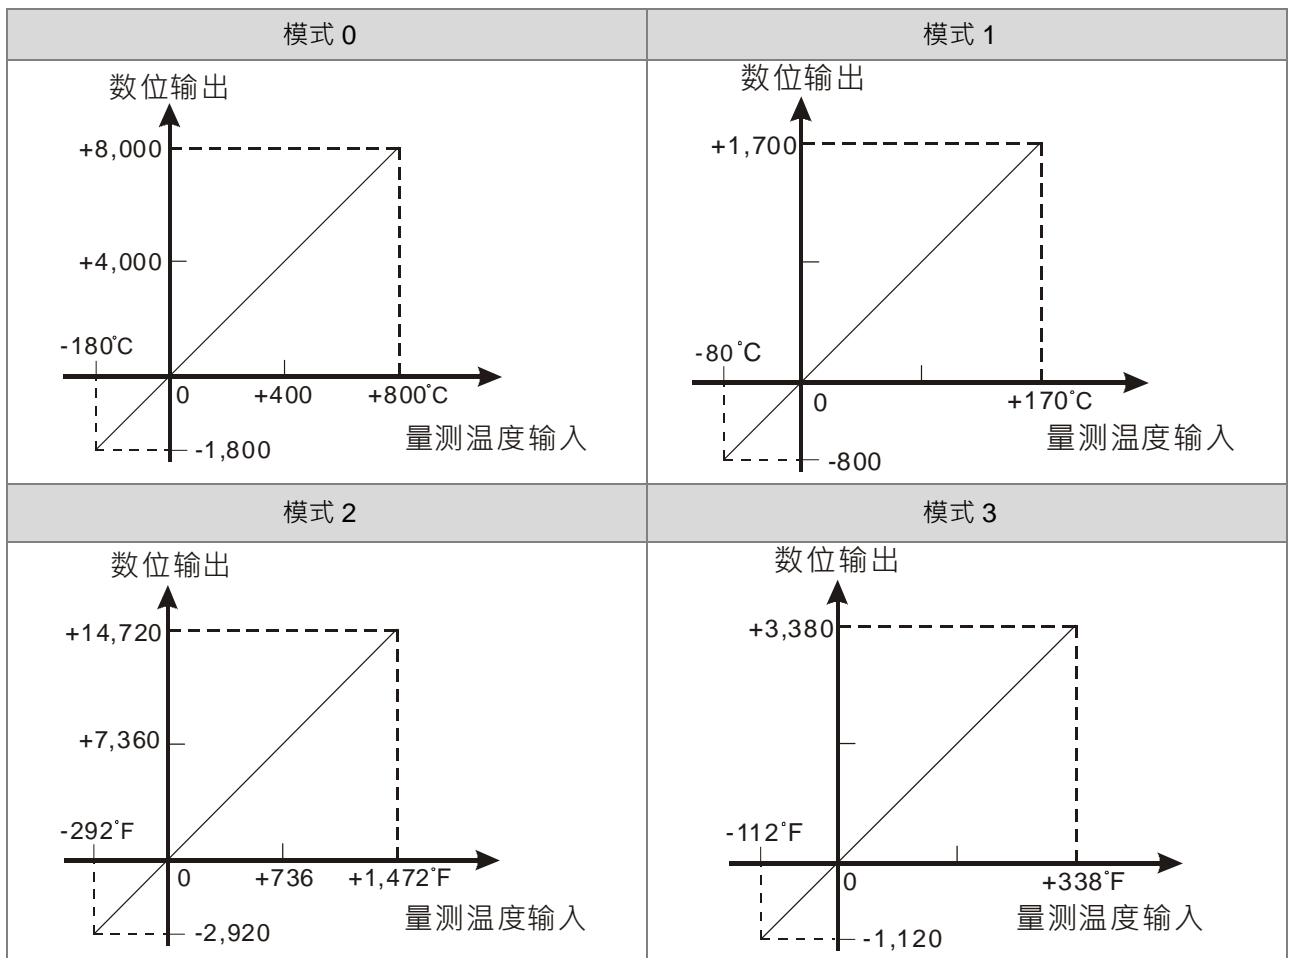 模式 0
模式 1
数位输出
+8,000
+4,000
-180°C
0
+400
+800°C
量测温度输入
-1,800
数位输出
+1,700
-80°C
0
+170°C
量测温度输入
-800
模式 2
模式 3
数位输出
+14,720
+7,360
-292°F
0
+736
+1,472°F
量测温度输入
-2,920
数位输出
+3,380
-112°F
0
+338°F
量测温度输入
-1,120